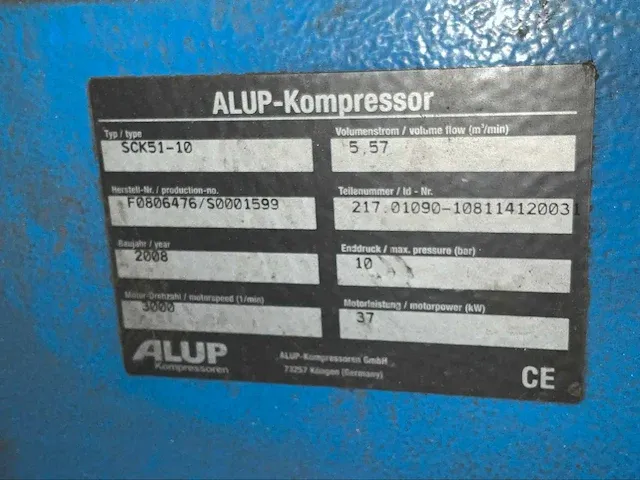 ALUP-Kompressor
Typ / type
SCK51-10
Volumenstrom / volume flow (m³/min)
5,57
Herstell-Nr. / production-no.
F0806476/S0001599
Teilenummer / Id - Nr.
217.01090-108114120031
Baujahr / year
2008
Enddruck / max. pressure (bar)
10
Motor-Drehzahl / motorspeed (1/min)
3000
Motorleistung / motorpower (kW)
37
ALUP
Kompressoren
ALUP-Kompressoren GmbH
73257 Köngen (Germany)
CE